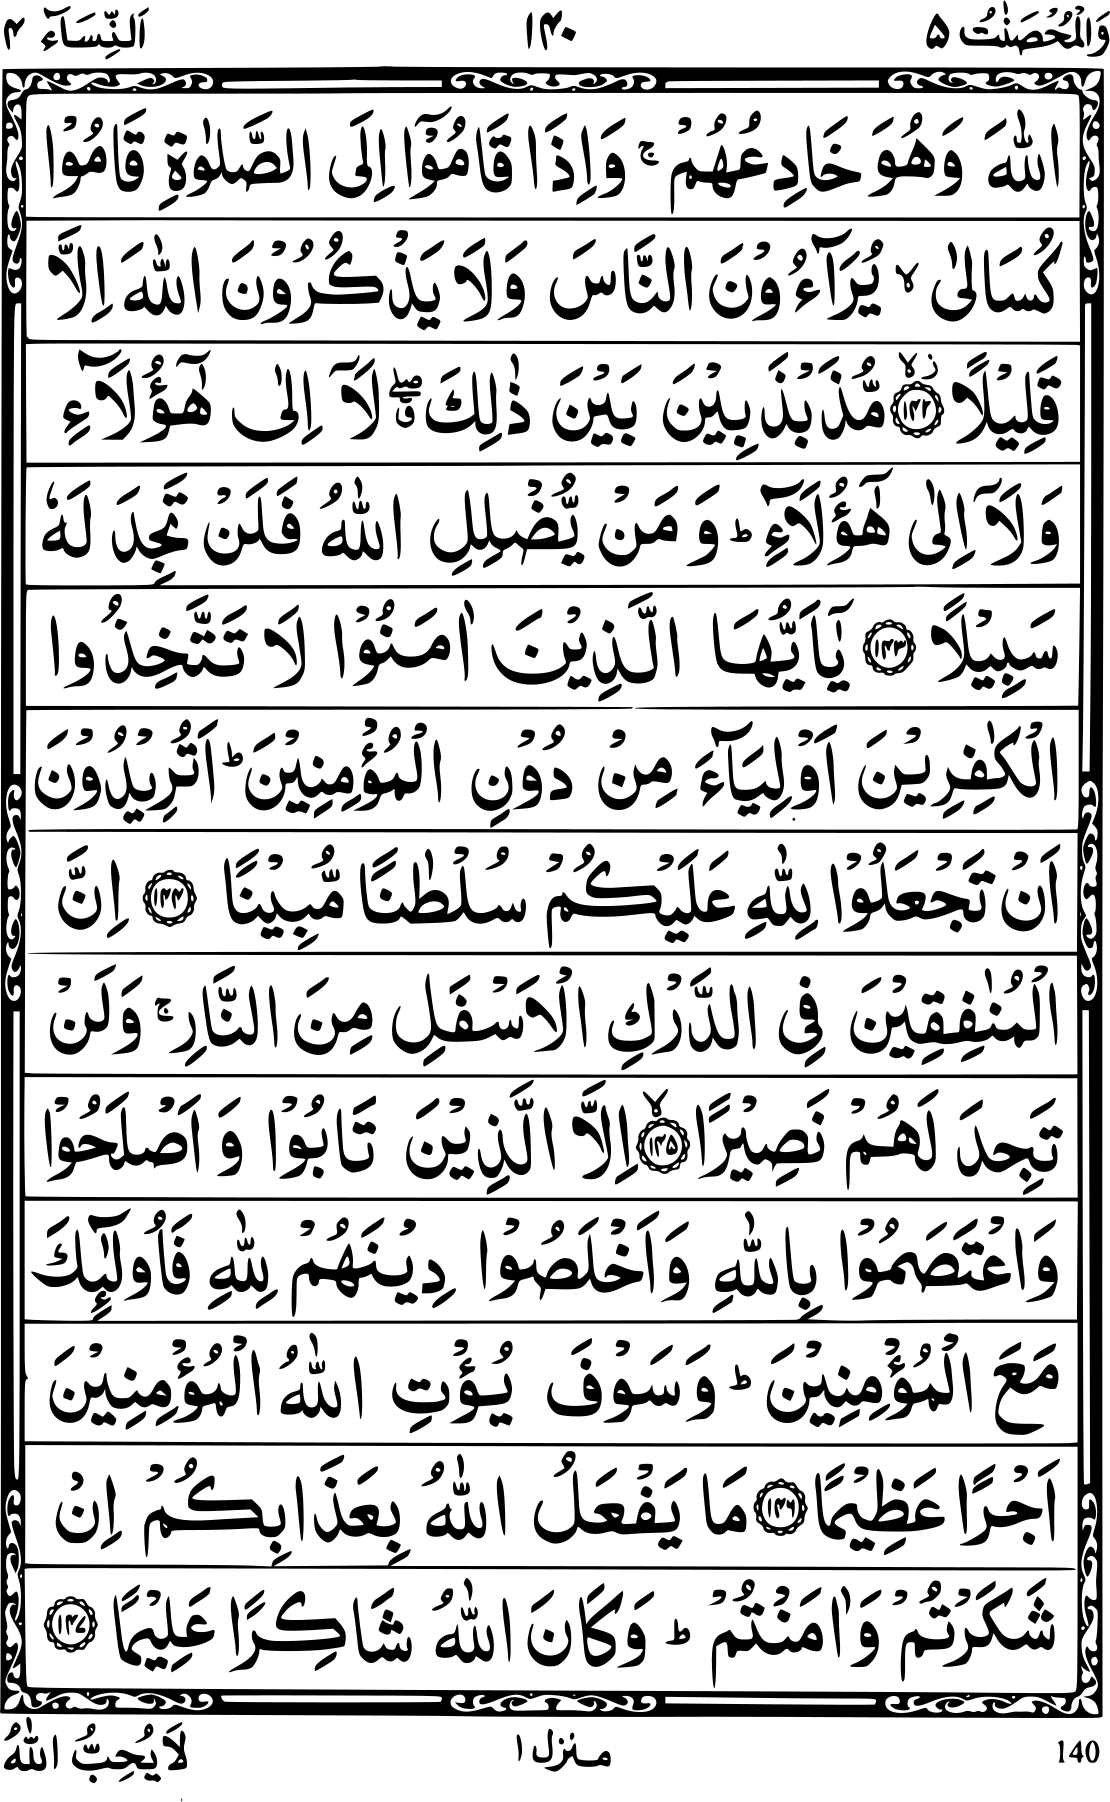 وَالْمُحْصَنٰتُ ۵ ۱۴۰ اَلنِّسَآء ۴
اللّٰهَ وَهُوَ خَادِعُهُمْ ۚ وَاِذَا قَامُوْٓا اِلَى الصَّلٰوةِ قَامُوْا
كُسَالٰى ۙ يُرَآءُوْنَ النَّاسَ وَلَا يَذْكُرُوْنَ اللّٰهَ اِلَّا
قَلِيْلًا ۙ۬ ﴿۱۴۲﴾ مُّذَبْذَبِيْنَ بَيْنَ ذٰلِكَ ۖۗ لَآ اِلٰى هٰٓؤُلَآءِ
وَلَآ اِلٰى هٰٓؤُلَآءِ ؕ وَمَنْ يُّضْلِلِ اللّٰهُ فَلَنْ تَجِدَ لَهٗ
سَبِيْلًا ﴿۱۴۳﴾ يٰٓاَيُّهَا الَّذِيْنَ اٰمَنُوْا لَا تَتَّخِذُوا
الْكٰفِرِيْنَ اَوْلِيَآءَ مِنْ دُوْنِ الْمُؤْمِنِيْنَ ؕ اَتُرِيْدُوْنَ
اَنْ تَجْعَلُوْا لِلّٰهِ عَلَيْكُمْ سُلْطٰنًا مُّبِيْنًا ﴿۱۴۴﴾ اِنَّ
الْمُنٰفِقِيْنَ فِى الدَّرْكِ الْاَسْفَلِ مِنَ النَّارِ ۚ وَلَنْ
تَجِدَ لَهُمْ نَصِيْرًا ۙ ﴿۱۴۵﴾ اِلَّا الَّذِيْنَ تَابُوْا وَاَصْلَحُوْا
وَاعْتَصَمُوْا بِاللّٰهِ وَاَخْلَصُوْا دِيْنَهُمْ لِلّٰهِ فَاُولٰٓئِكَ
مَعَ الْمُؤْمِنِيْنَ ؕ وَسَوْفَ يُؤْتِ اللّٰهُ الْمُؤْمِنِيْنَ
اَجْرًا عَظِيْمًا ﴿۱۴۶﴾ مَا يَفْعَلُ اللّٰهُ بِعَذَابِكُمْ اِنْ
شَكَرْتُمْ وَاٰمَنْتُمْ ؕ وَكَانَ اللّٰهُ شَاكِرًا عَلِيْمًا ﴿۱۴۷﴾
140 منزل ۱ لَا يُحِبُّ اللّٰهُ